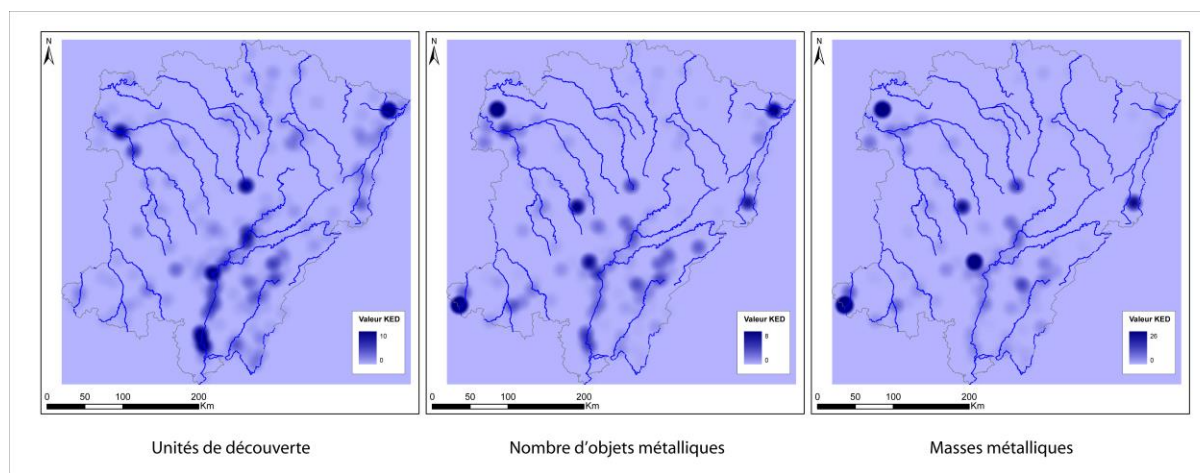 N
Valeur KED
10
0
0 50 100 200
Km
Unités de découverte
N
Valeur KED
8
0
0 50 100 200
Km
Nombre d'objets métalliques
N
Valeur KED
26
0
0 50 100 200
Km
Masses métalliques